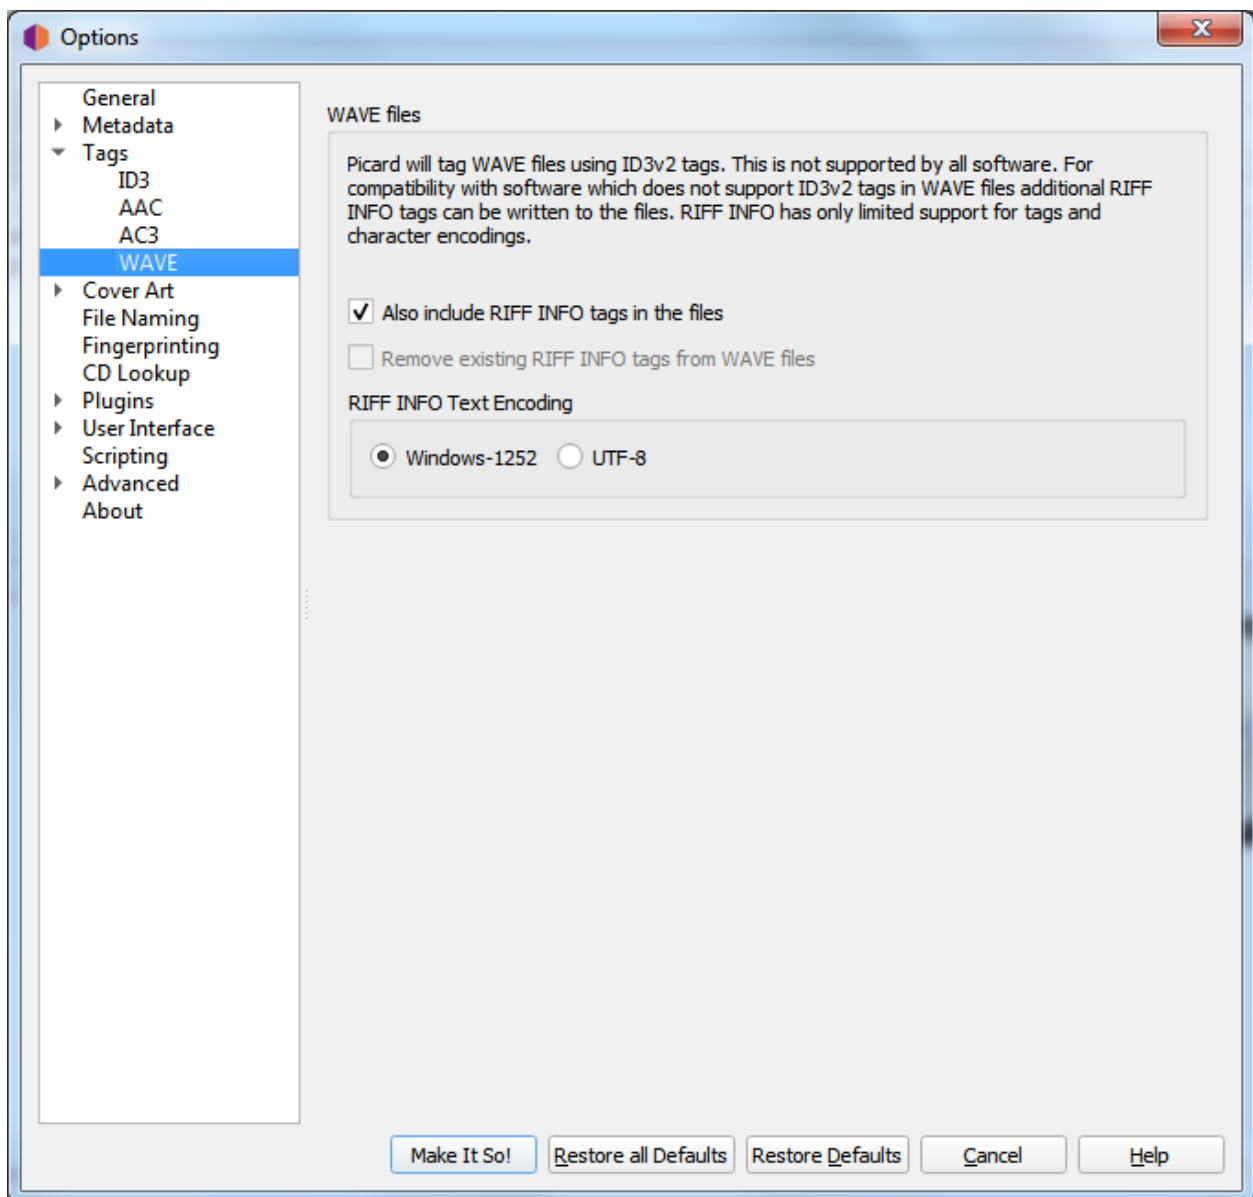 Options
General
Metadata
Tags
ID3
AAC
AC3
WAVE
Cover Art
File Naming
Fingerprinting
CD Lookup
Plugins
User Interface
Scripting
Advanced
About
WAVE files
Picard will tag WAVE files using ID3v2 tags. This is not supported by all software. For
compatibility with software which does not support ID3v2 tags in WAVE files additional RIFF
INFO tags can be written to the files. RIFF INFO has only limited support for tags and
character encodings.
Also include RIFF INFO tags in the files
Remove existing RIFF INFO tags from WAVE files
RIFF INFO Text Encoding
Windows-1252 UTF-8
Make It So! Restore all Defaults Restore Defaults Cancel Help